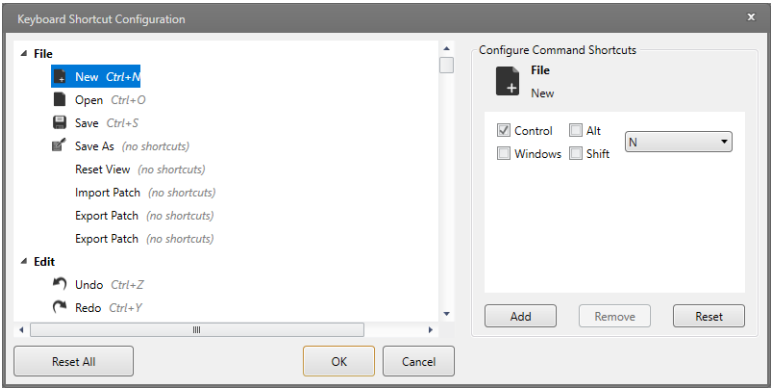 Keyboard Shortcut Configuration
x
File
New Ctrl+N
Open Ctrl+O
Save Ctrl+S
Save As (no shortcuts)
Reset View (no shortcuts)
Import Patch (no shortcuts)
Export Patch (no shortcuts)
Export Patch (no shortcuts)
Edit
Undo Ctrl+Z
Redo Ctrl+Y
Reset All
OK
Cancel
Configure Command Shortcuts
File
New
Control Alt
N
Windows Shift
Add
Remove
Reset